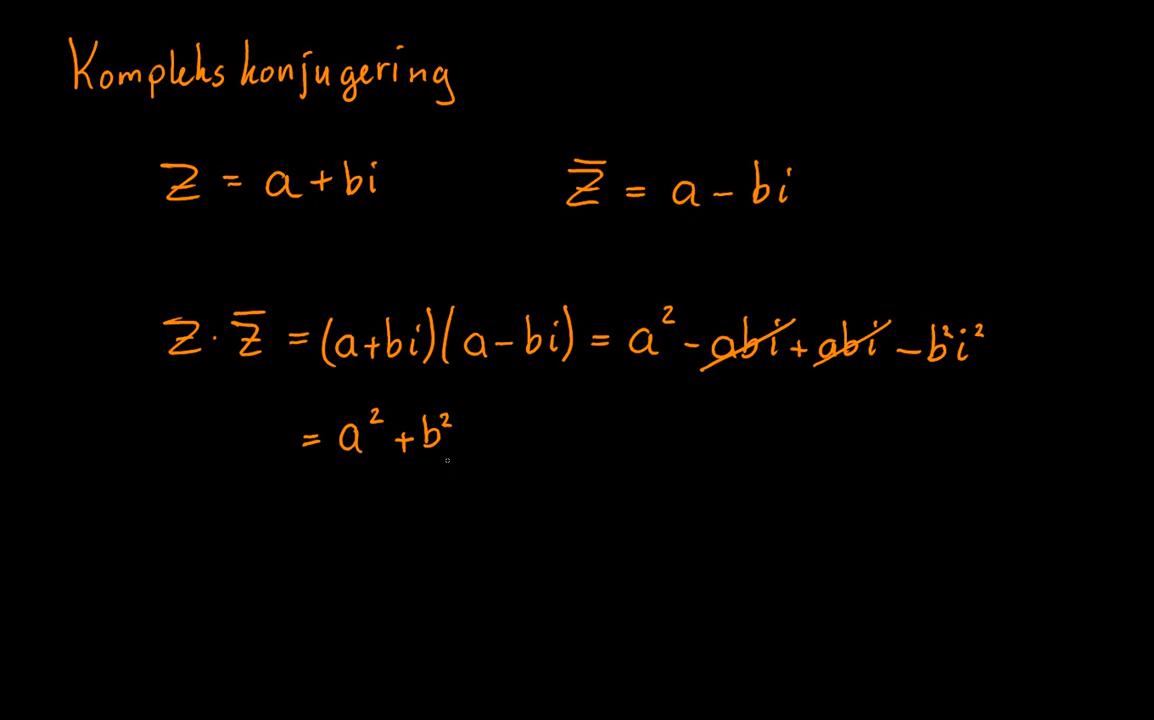 Kompleks konjugering
z = a + bi   z̅ = a - bi
z · z̅ = (a+bi)(a - bi) = a² - abi + abi - b²i²
= a² + b²